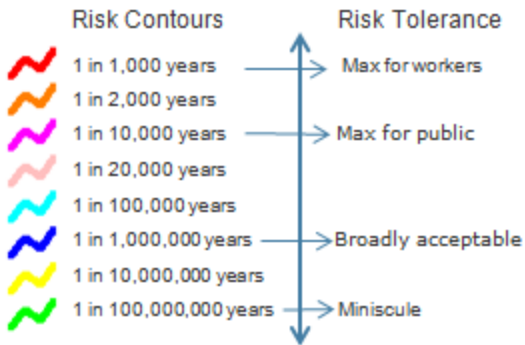 Risk Contours Risk Tolerance
1 in 1,000 years Max for workers
1 in 2,000 years
1 in 10,000 years Max for public
1 in 20,000 years
1 in 100,000 years
1 in 1,000,000 years Broadly acceptable
1 in 10,000,000 years
1 in 100,000,000 years Miniscule